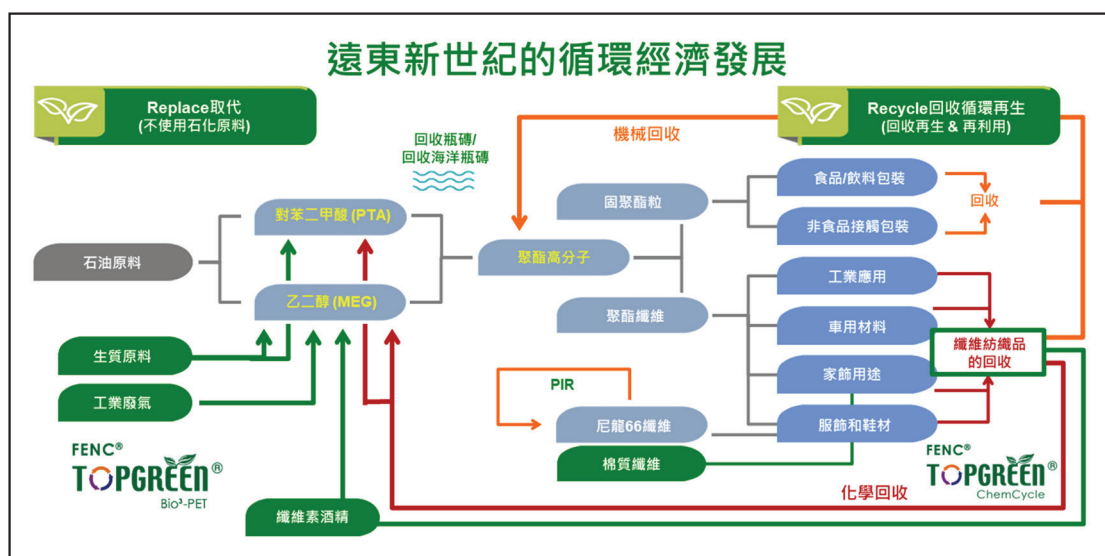 遠東新世紀的循環經濟發展
Replace取代
(不使用石化原料)
Recycle回收循環再生
(回收再生 & 再利用)
回收瓶磚/
回收海洋瓶磚
機械回收
食品/飲料包裝
回收
非食品接觸包裝
固聚酯粒
對苯二甲酸 (PTA)
石油原料
聚酯高分子
乙二醇 (MEG)
工業應用
聚酯纖維
車用材料
纖維紡織品
的回收
生質原料
家飾用途
PIR
工業廢氣
尼龍66纖維
服飾和鞋材
棉質纖維
FENC®
TOPGREEN®
Bio³-PET
纖維素酒精
化學回收
FENC®
TOPGREEN®
ChemCycle